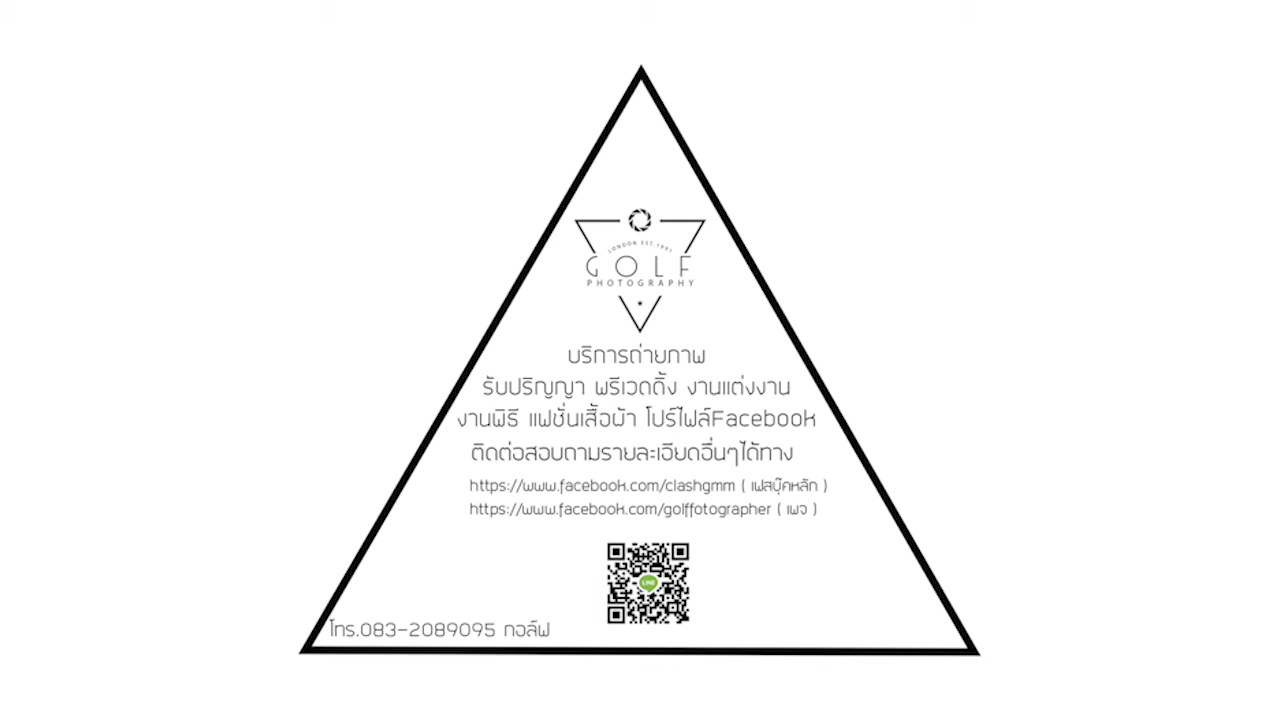 LONDON EST.1991
GOLF
PHOTOGRAPHY
บริการถ่ายภาพ
รับปริญญา พรีเวดดิ้ง งานแต่งงาน
งานพิธี แฟชั่นเสื้อผ้า โปร์ไฟล์Facebook
ติดต่อสอบถามรายละเอียดอื่นๆได้ทาง
https://www.facebook.com/clashgmm ( เฟสบุ๊คหลัก )
https://www.facebook.com/golffotographer ( เพจ )
LINE
โทร.083-2089095 กอล์ฟ